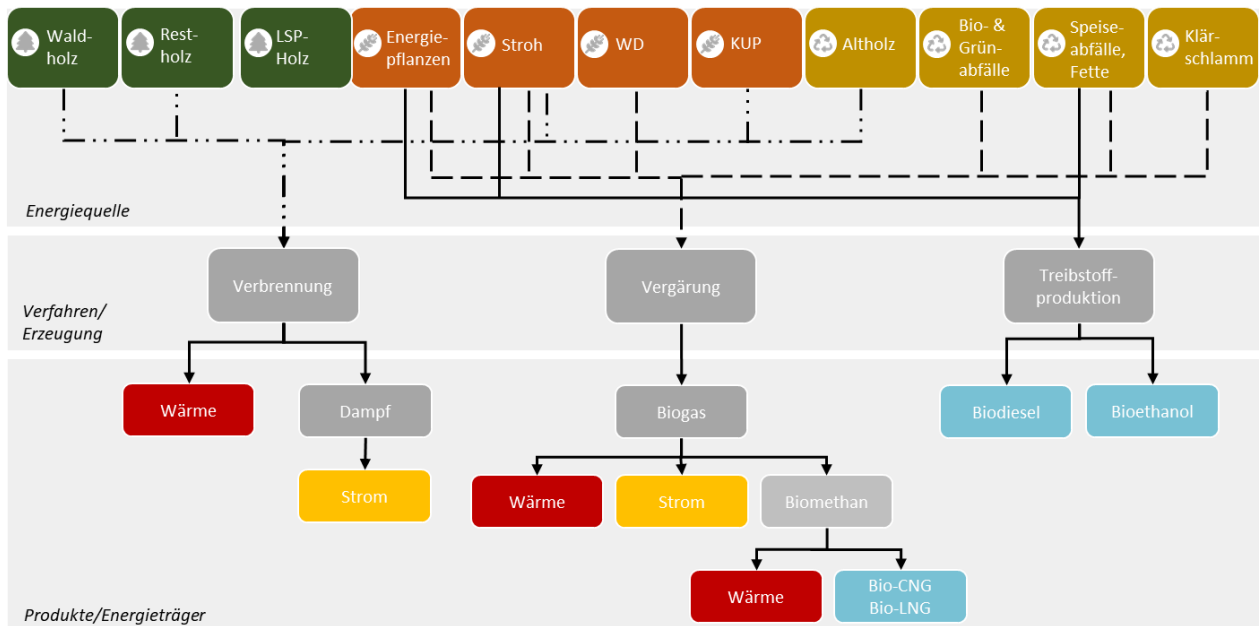 Wald-
holz
Rest-
holz
LSP-
Holz
Energie-
pflanzen
Stroh
WD
KUP
Altholz
Bio- &
Grün-
abfälle
Speise-
abfälle,
Fette
Klär-
schlamm
Energiequelle
Verbrennung
Vergärung
Treibstoff-
produktion
Verfahren/
Erzeugung
Wärme
Dampf
Biogas
Biodiesel
Bioethanol
Strom
Wärme
Strom
Biomethan
Wärme
Bio-CNG
Bio-LNG
Produkte/Energieträger